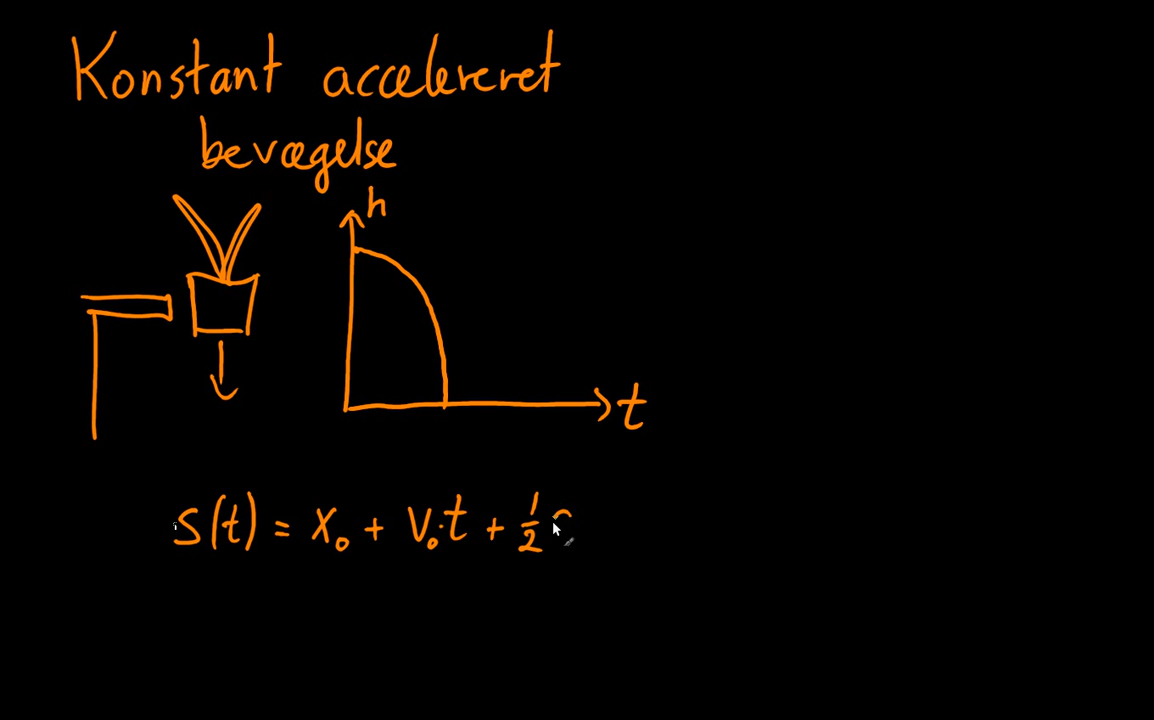 Konstant accelereret
bevægelse
h
t
s(t) = x₀ + v₀·t + ½